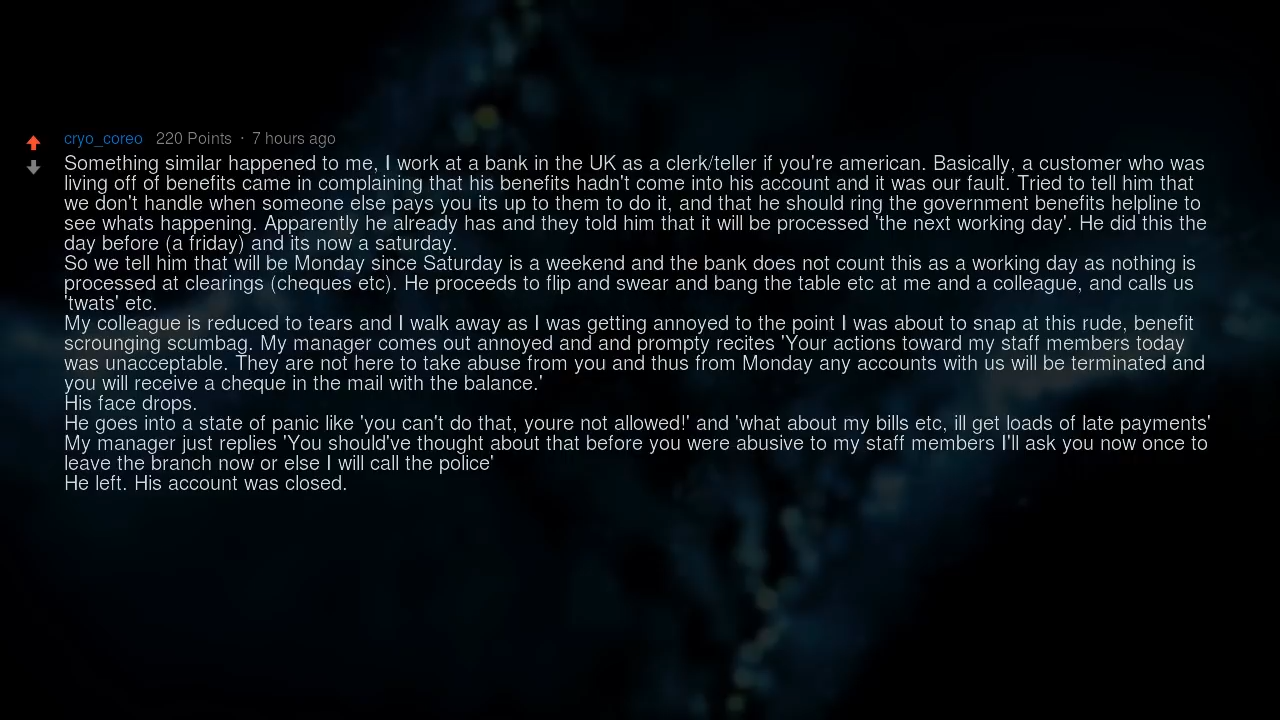 cryo_coreo 220 Points · 7 hours ago
Something similar happened to me, I work at a bank in the UK as a clerk/teller if you're american. Basically, a customer who was
living off of benefits came in complaining that his benefits hadn't come into his account and it was our fault. Tried to tell him that
we don't handle when someone else pays you its up to them to do it, and that he should ring the government benefits helpline to
see whats happening. Apparently he already has and they told him that it will be processed 'the next working day'. He did this the
day before (a friday) and its now a saturday.
So we tell him that will be Monday since Saturday is a weekend and the bank does not count this as a working day as nothing is
processed at clearings (cheques etc). He proceeds to flip and swear and bang the table etc at me and a colleague, and calls us
'twats' etc.
My colleague is reduced to tears and I walk away as I was getting annoyed to the point I was about to snap at this rude, benefit
scrounging scumbag. My manager comes out annoyed and and prompty recites 'Your actions toward my staff members today
was unacceptable. They are not here to take abuse from you and thus from Monday any accounts with us will be terminated and
you will receive a cheque in the mail with the balance.'
His face drops.
He goes into a state of panic like 'you can't do that, youre not allowed!' and 'what about my bills etc, ill get loads of late payments'
My manager just replies 'You should've thought about that before you were abusive to my staff members I'll ask you now once to
leave the branch now or else I will call the police'
He left. His account was closed.